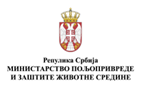 Република Србија
МИНИСТАРСТВО ПОЉОПРИВРЕДЕ
И ЗАШТИТЕ ЖИВОТНЕ СРЕДИНЕ